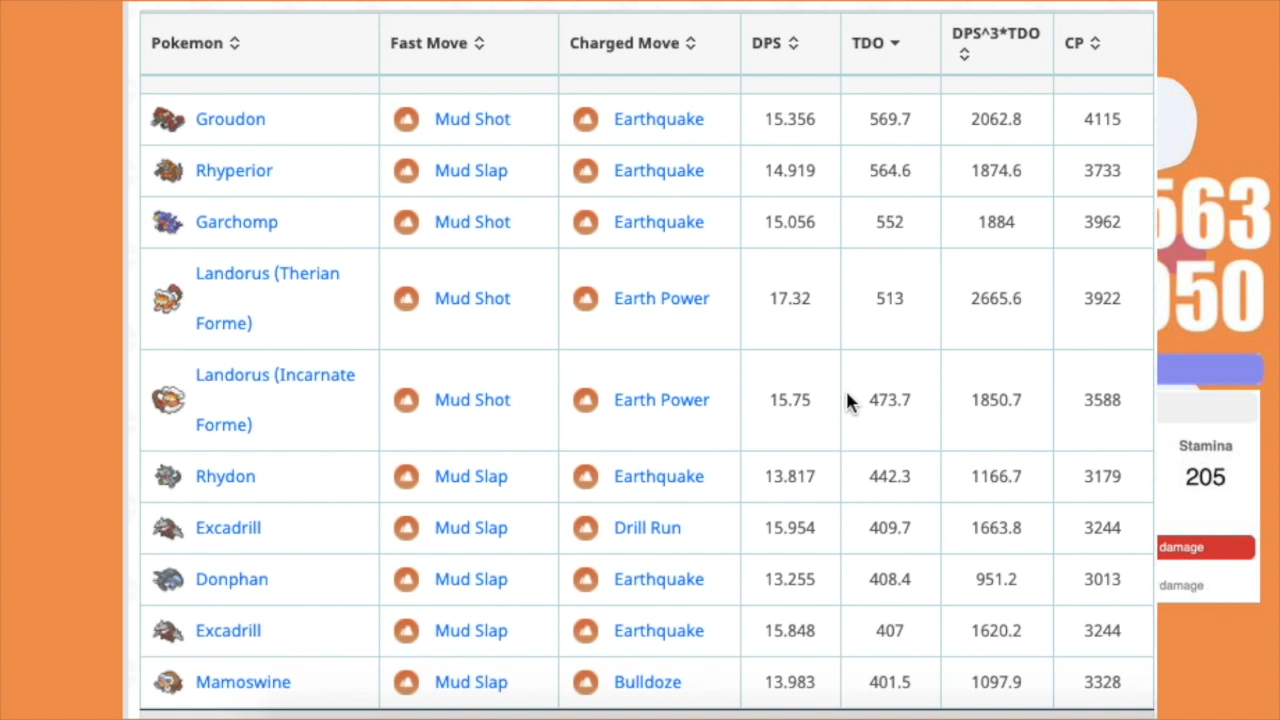 Pokemon Fast Move Charged Move DPS TDO DPS^3*TDO CP
Groudon Mud Shot Earthquake 15.356 569.7 2062.8 4115
Rhyperior Mud Slap Earthquake 14.919 564.6 1874.6 3733
Garchomp Mud Shot Earthquake 15.056 552 1884 3962
Landorus (Therian
Forme) Mud Shot Earth Power 17.32 513 2665.6 3922
Landorus (Incarnate
Forme) Mud Shot Earth Power 15.75 473.7 1850.7 3588
Rhydon Mud Slap Earthquake 13.817 442.3 1166.7 3179
Excadrill Mud Slap Drill Run 15.954 409.7 1663.8 3244
Donphan Mud Slap Earthquake 13.255 408.4 951.2 3013
Excadrill Mud Slap Earthquake 15.848 407 1620.2 3244
Mamoswine Mud Slap Bulldoze 13.983 401.5 1097.9 3328
563
050
Stamina
205
damage
damage